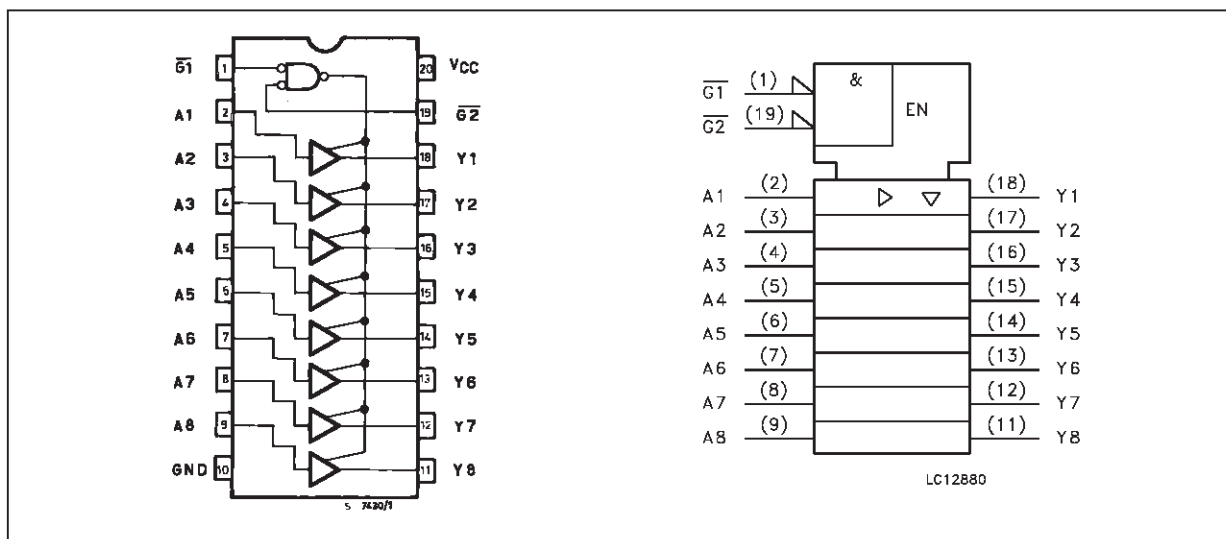 G1 1 20 VCC
A1 2 19 G2
A2 3 18 Y1
A3 4 17 Y2
A4 5 16 Y3
A5 6 15 Y4
A6 7 14 Y5
A7 8 13 Y6
A8 9 12 Y7
GND 10 11 Y8
S 7430/1
G1 (1) & EN
G2 (19)
A1 (2) (18) Y1
A2 (3) (17) Y2
A3 (4) (16) Y3
A4 (5) (15) Y4
A5 (6) (14) Y5
A6 (7) (13) Y6
A7 (8) (12) Y7
A8 (9) (11) Y8
LC12880